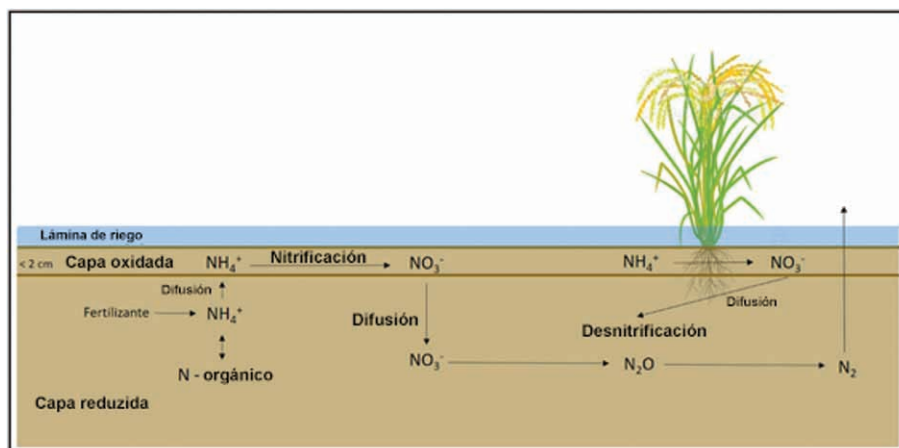 Lámina de riego
< 2 cm Capa oxidada NH₄⁺ Nitrificación NO₃⁻ NH₄⁺ NO₃⁻
Difusión
Fertilizante NH₄⁺
Difusión
Difusión
Desnitrificación
NO₃⁻ N₂O N₂
N - orgánico
Capa reduzida